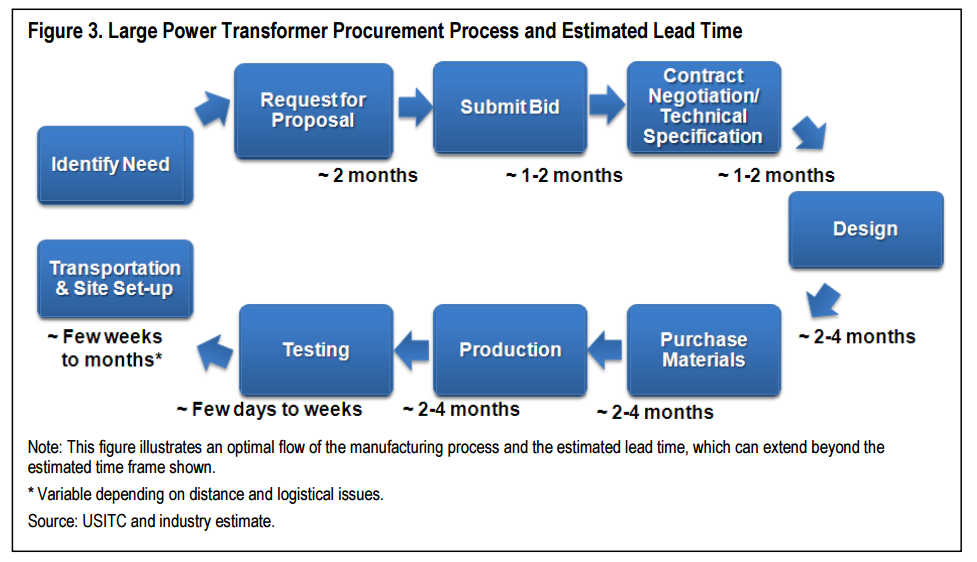 Figure 3. Large Power Transformer Procurement Process and Estimated Lead Time
Identify Need
Request for
Proposal
~ 2 months
Submit Bid
~ 1-2 months
Contract
Negotiation/
Technical
Specification
~ 1-2 months
Design
~ 2-4 months
Purchase
Materials
~ 2-4 months
Production
~ 2-4 months
Testing
~ Few days to weeks
Transportation
& Site Set-up
~ Few weeks
to months*
Note: This figure illustrates an optimal flow of the manufacturing process and the estimated lead time, which can extend beyond the
estimated time frame shown.
* Variable depending on distance and logistical issues.
Source: USITC and industry estimate.